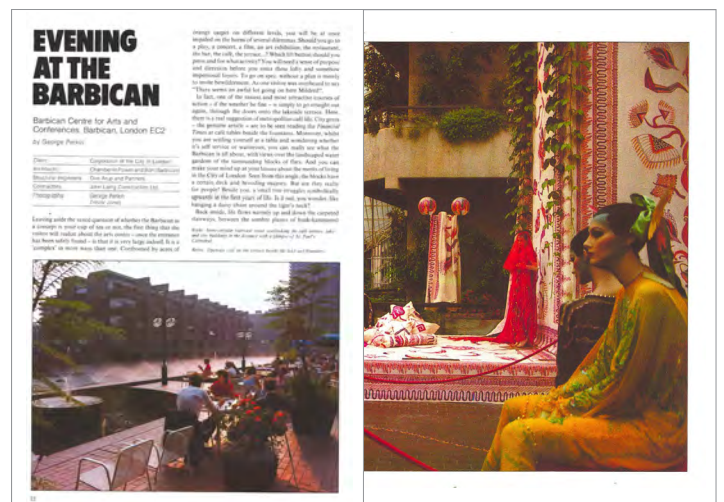 EVENING
AT THE
BARBICAN
Barbican Centre for Arts and
Conferences, Barbican, London EC2
by George Perkin
Client: Corporation of the City of London
Architects: Chamberlin Powell and Bon (Barbican)
Structural engineers: Ove Arup and Partners
Contractors: John Laing Construction Ltd
Photographs: George Perkin
Leaving aside the vexed question of whether the Barbican as
a concept is your cup of tea or not, the first thing that the
visitor will realise about the arts centre – once the entrance
has been safely found – is that it is very large indeed. It is a
'complex' in more ways than one. Confronted by acres of
orange carpet on different levels, you will be at once
impaled on the horns of several dilemmas. Should you go to
a play, a concert, a film, an art exhibition, the restaurant,
the bar, the café, the terrace...? Which lift button should you
press and for what activity? You will need a sense of purpose
and direction before you enter these lofty and somehow
impersonal foyers. To go on spec without a plan is merely
to invite bewilderment. As one visitor was overheard to say
"There seems an awful lot going on here Mildred".
In fact, one of the easiest and most attractive courses of
action – if the weather be fine – is simply to go straight out
again, through the doors onto the lakeside terrace. Here,
there is a real suggestion of metropolitan café life. City gents
– the genuine article – are to be seen reading the Financial
Times at café tables beside the fountains. Moreover, while
you are settling yourself at a table and wondering whether
it's self service or waitresses, you can really see what the
Barbican is all about, with views over the landscaped water
gardens of the surrounding blocks of flats. And you can
make your mind up at your leisure about the merits of living
in the City of London. Seen from this angle, the blocks have
a certain, dark and brooding majesty. But are they really
for people? Beside you, a small tree struggles symbolically
upwards in the first years of life. Is it not, you wonder, like
hanging a daisy chain around the tiger's neck?
Back inside, life flows warmly up and down the carpeted
stairways, between the sombre planes of bush-hammered
22